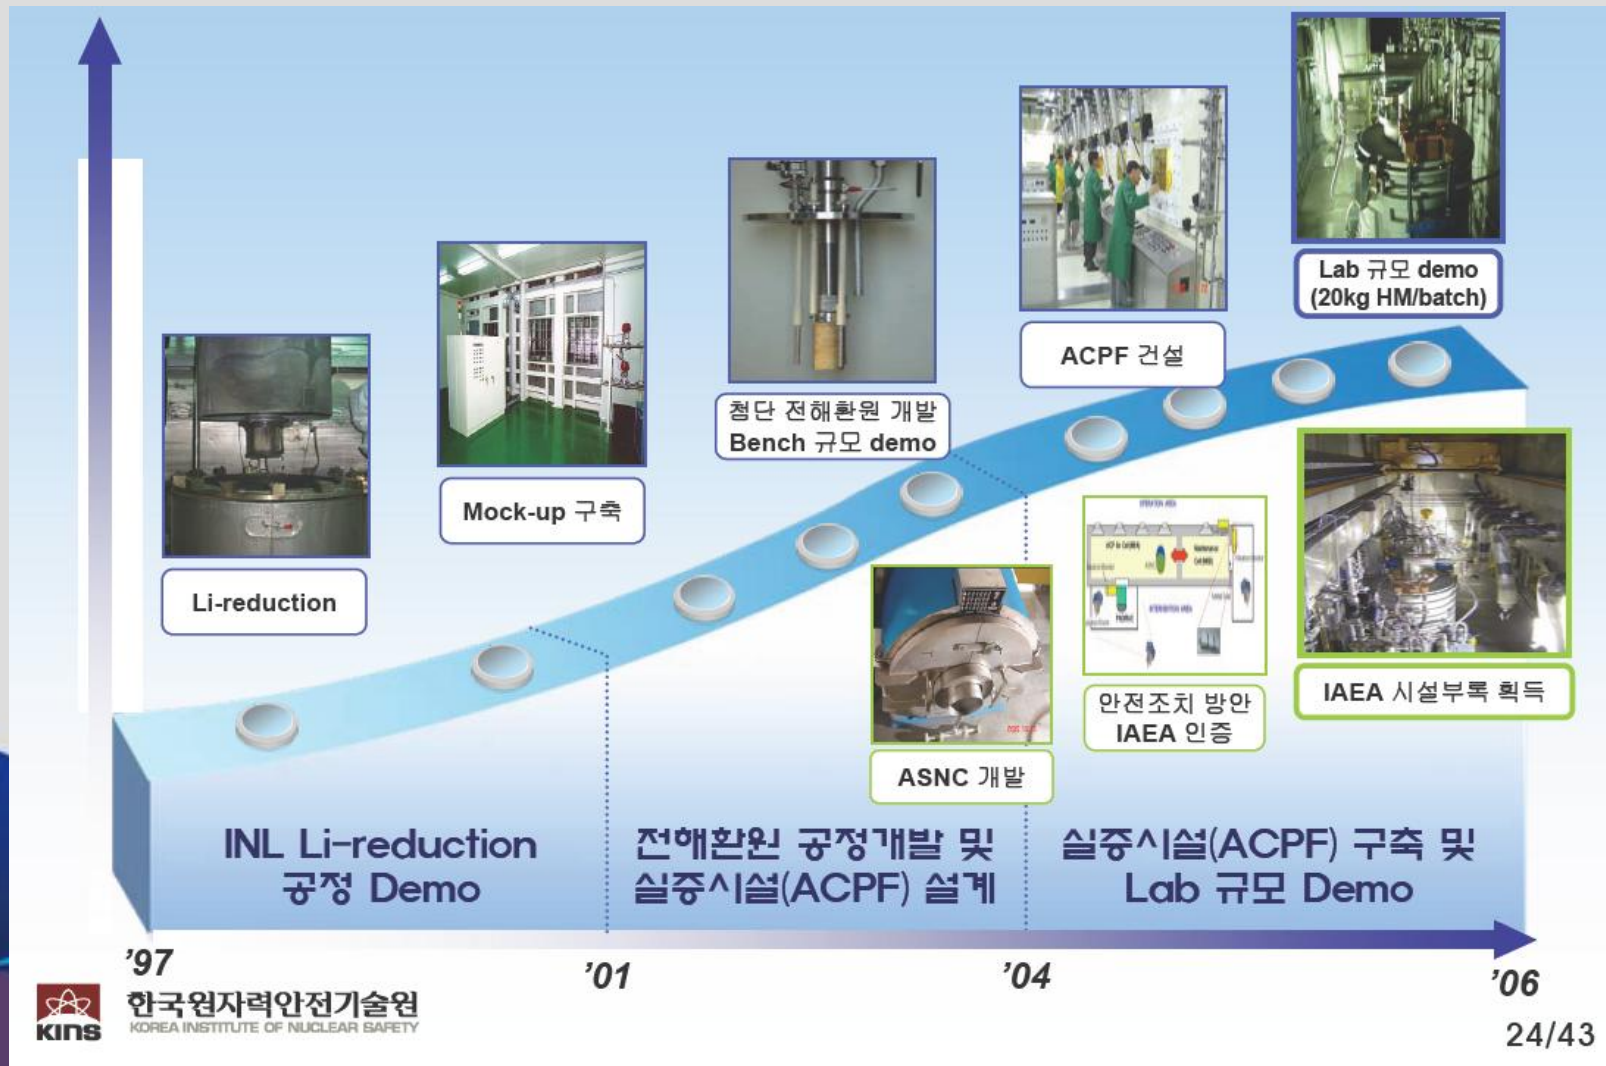 Lab 규모 demo
(20kg HM/batch)
ACPF 건설
첨단 전해환원 개발
Bench 규모 demo
Mock-up 구축
Li-reduction
ASNC 개발
안전조치 방안
IAEA 인증
IAEA 시설부록 획득
INL Li-reduction
공정 Demo
전해환원 공정개발 및
실증시설(ACPF) 설계
실증시설(ACPF) 구축 및
Lab 규모 Demo
'97
'01
'04
'06
KINS
한국원자력안전기술원
KOREA INSTITUTE OF NUCLEAR SAFETY
24/43